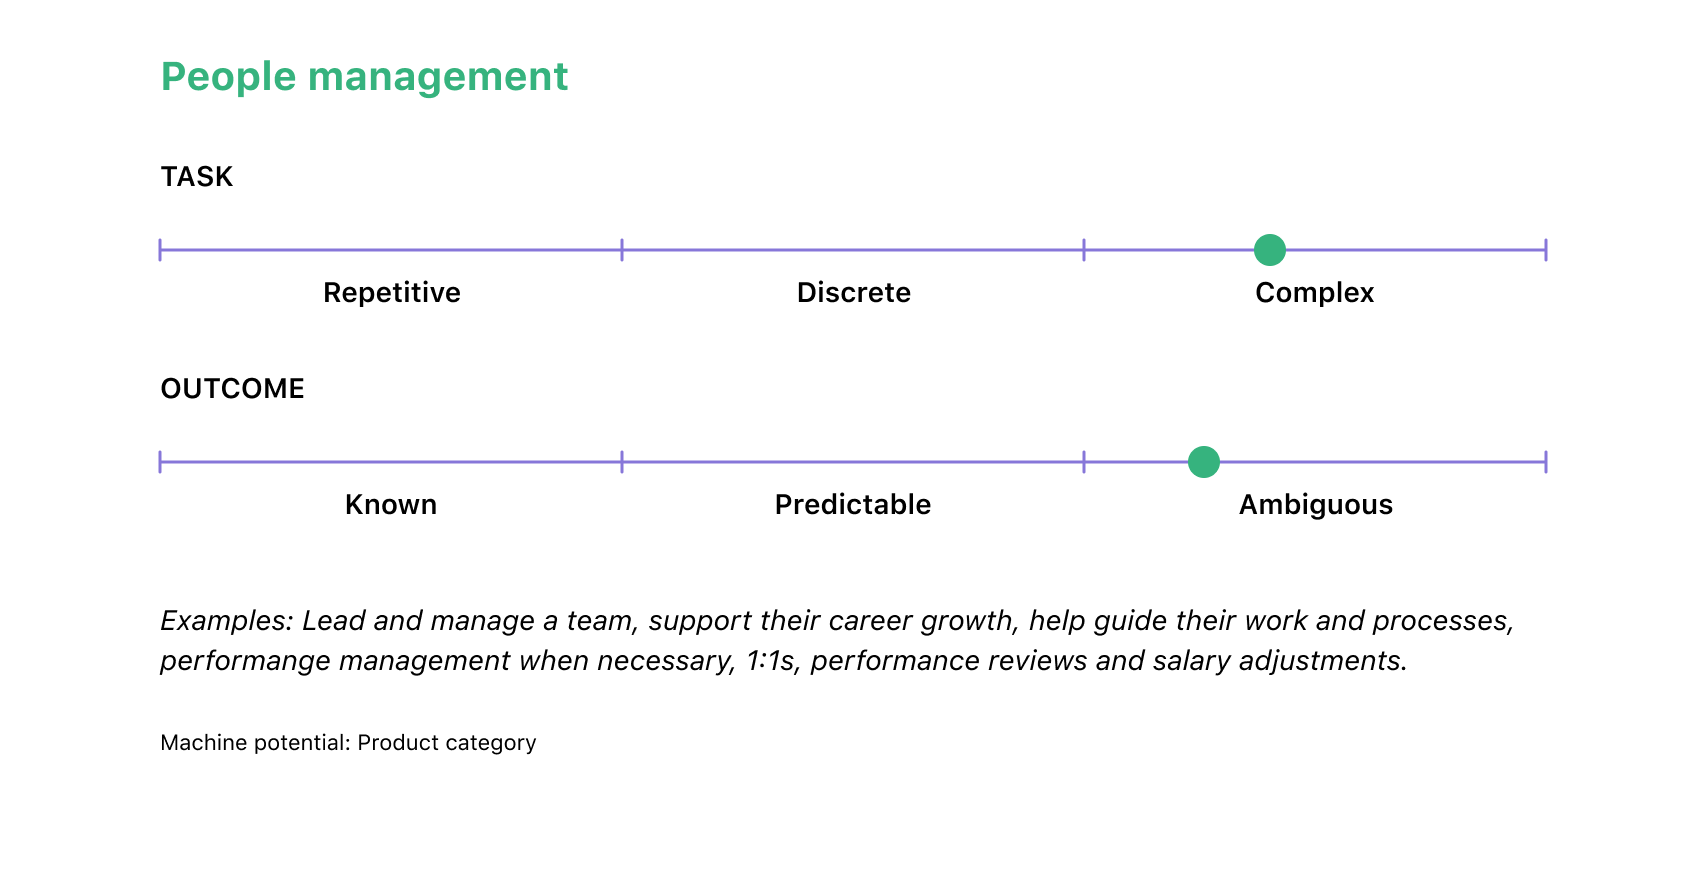 People management
TASK
Repetitive Discrete Complex
OUTCOME
Known Predictable Ambiguous
Examples: Lead and manage a team, support their career growth, help guide their work and processes,
performange management when necessary, 1:1s, performance reviews and salary adjustments.
Machine potential: Product category